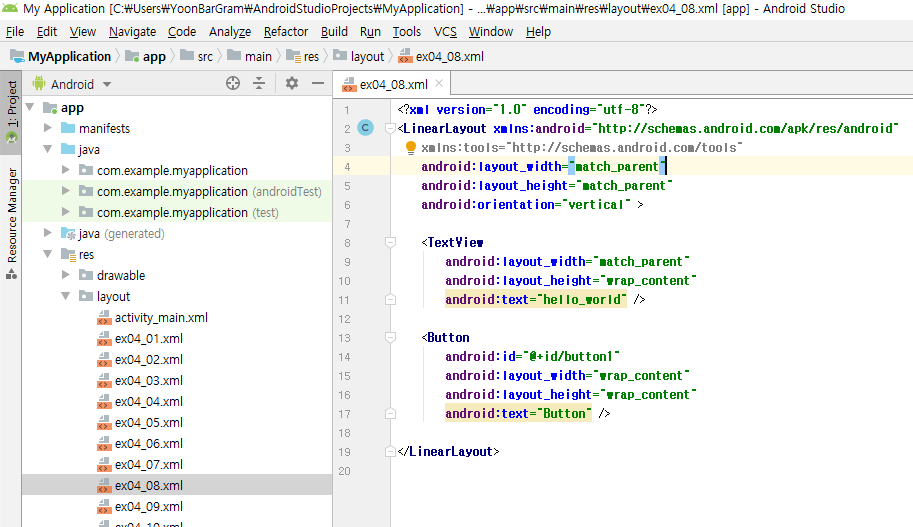 My Application [C:₩Users₩YoonBarGram₩AndroidStudioProjects₩MyApplication] - ...₩app₩src₩main₩res₩layout₩ex04_08.xml [app] - Android Studio
File Edit View Navigate Code Analyze Refactor Build Run Tools VCS Window Help
MyApplication app src main res layout ex04_08.xml
1: Project
Resource Manager
Android
app
manifests
java
com.example.myapplication
com.example.myapplication (androidTest)
com.example.myapplication (test)
java (generated)
res
drawable
layout
activity_main.xml
ex04_01.xml
ex04_02.xml
ex04_03.xml
ex04_04.xml
ex04_05.xml
ex04_06.xml
ex04_07.xml
ex04_08.xml
ex04_09.xml
ex04_10.xml
ex04_08.xml
1 <?xml version="1.0" encoding="utf-8"?>
2 C <LinearLayout xmlns:android="http://schemas.android.com/apk/res/android"
3 xmlns:tools="http://schemas.android.com/tools"
4 android:layout_width="match_parent"
5 android:layout_height="match_parent"
6 android:orientation="vertical" >
7
8 <TextView
9 android:layout_width="match_parent"
10 android:layout_height="wrap_content"
11 android:text="hello_world" />
12
13 <Button
14 android:id="@+id/button1"
15 android:layout_width="wrap_content"
16 android:layout_height="wrap_content"
17 android:text="Button" />
18
19 </LinearLayout>
20